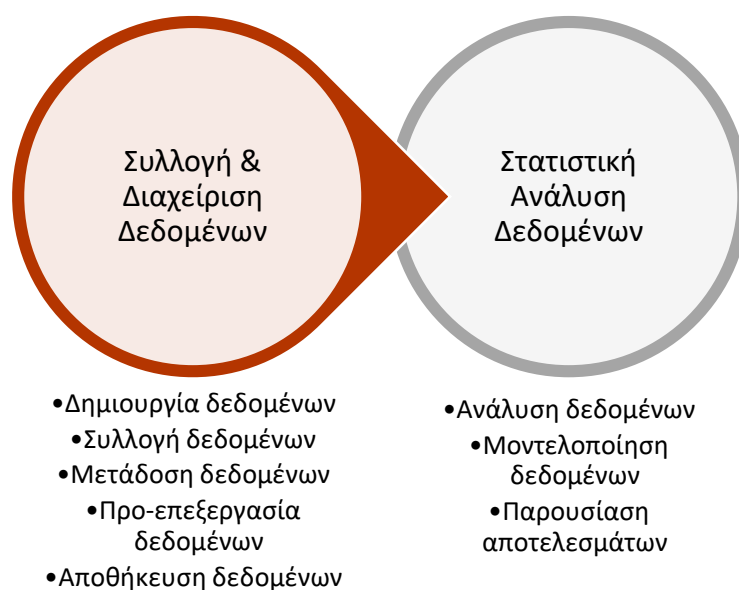 Συλλογή &
Διαχείριση
Δεδομένων
•Δημιουργία δεδομένων
•Συλλογή δεδομένων
•Μετάδοση δεδομένων
•Προ-επεξεργασία
δεδομένων
•Αποθήκευση δεδομένων
Στατιστική
Ανάλυση
Δεδομένων
•Ανάλυση δεδομένων
•Μοντελοποίηση
δεδομένων
•Παρουσίαση
αποτελεσμάτων